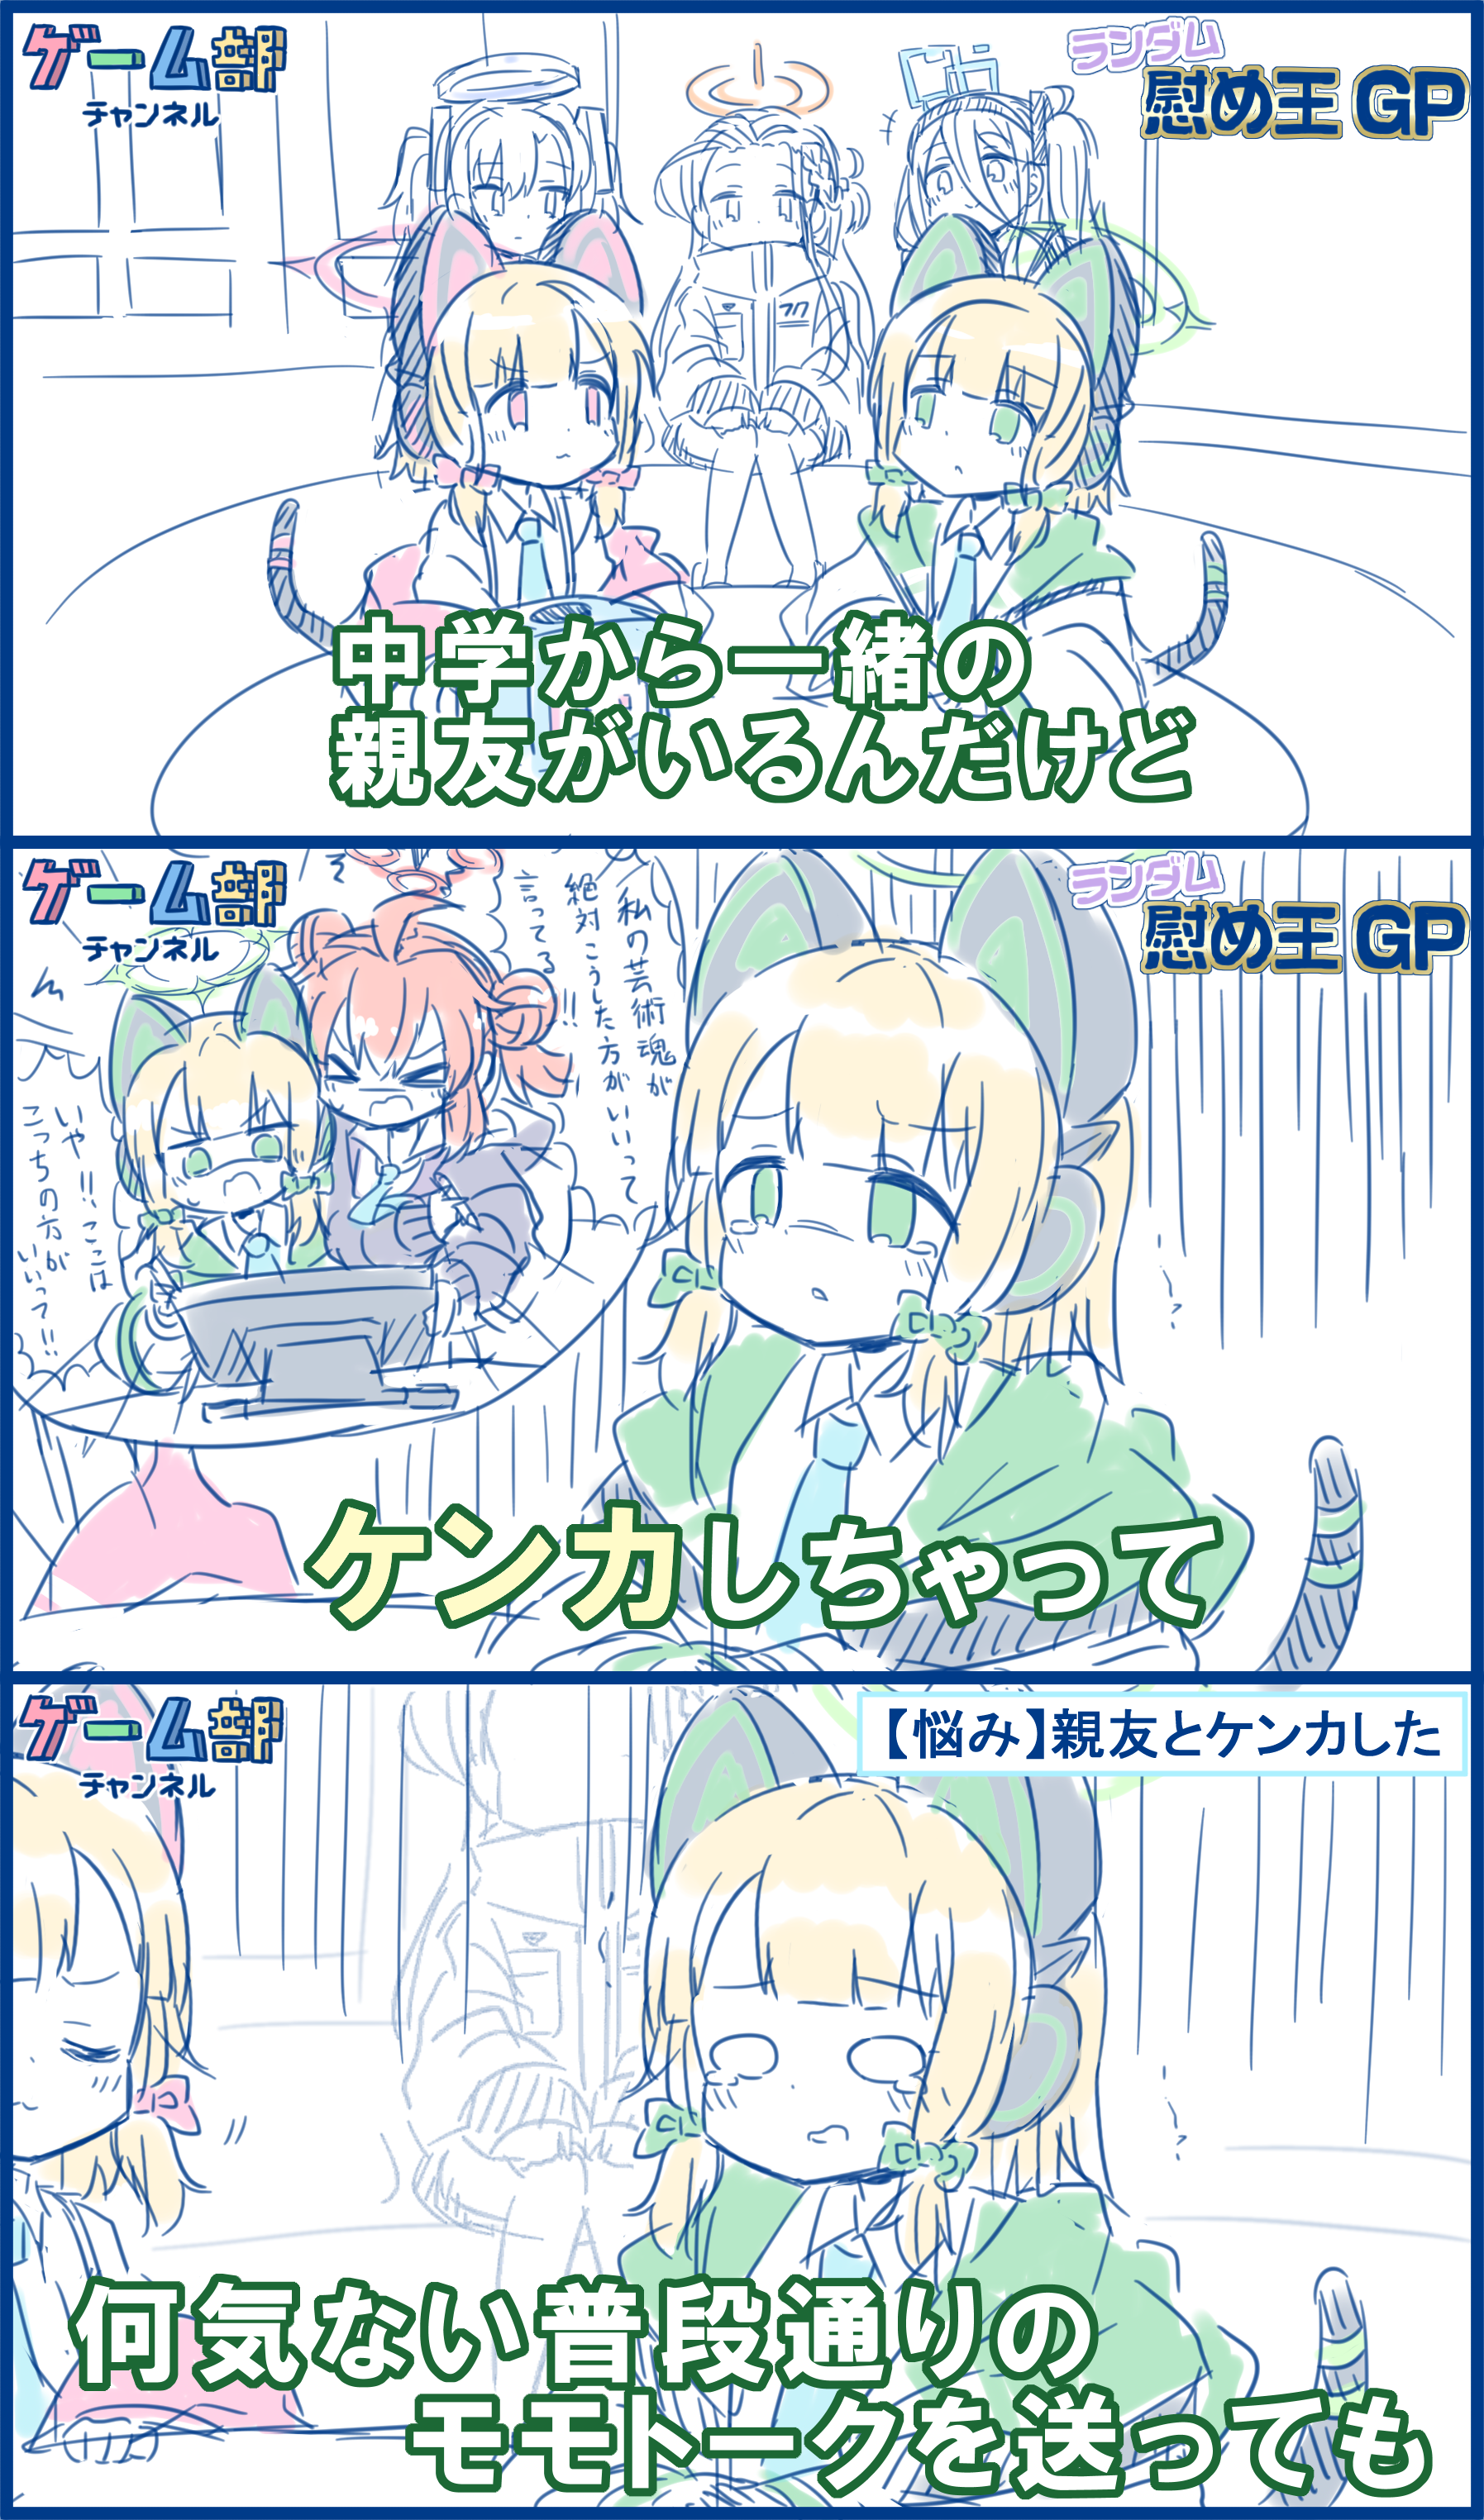 ゲーム部
チャンネル
ランダム
慰め王GP
中学から一緒の
親友がいるんだけど
ゲーム部
チャンネル
ランダム
慰め王GP
私の芸術魂が
絶対こうした方がいいって
言ってる!!
いや!!ここは
こっちの方が
いいって!!
ケンカしちゃって
ゲーム部
チャンネル
【悩み】親友とケンカした
何気ない普段通りの
モモトークを送っても